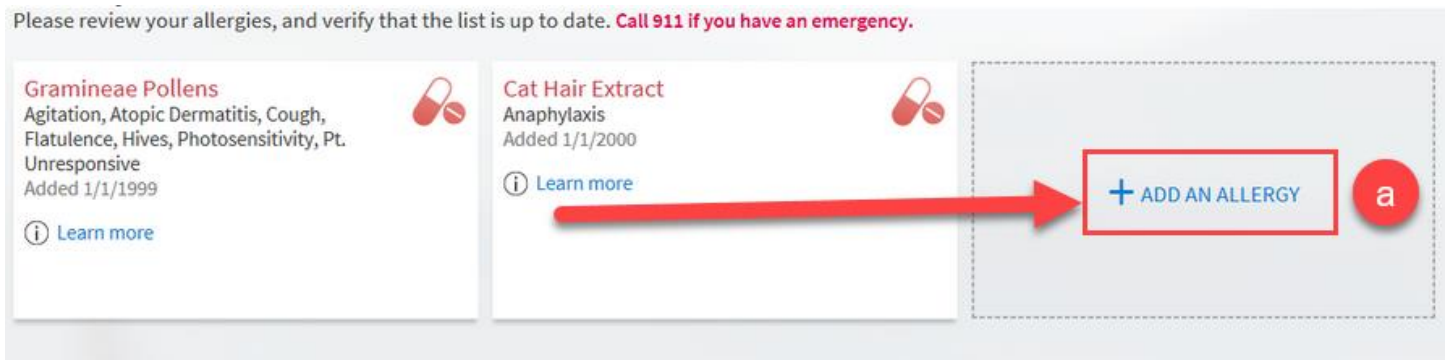 Please review your allergies, and verify that the list is up to date. Call 911 if you have an emergency.
Gramineae Pollens
Agitation, Atopic Dermatitis, Cough,
Flatulence, Hives, Photosensitivity, Pt.
Unresponsive
Added 1/1/1999
Learn more
Cat Hair Extract
Anaphylaxis
Added 1/1/2000
Learn more
+ ADD AN ALLERGY
a